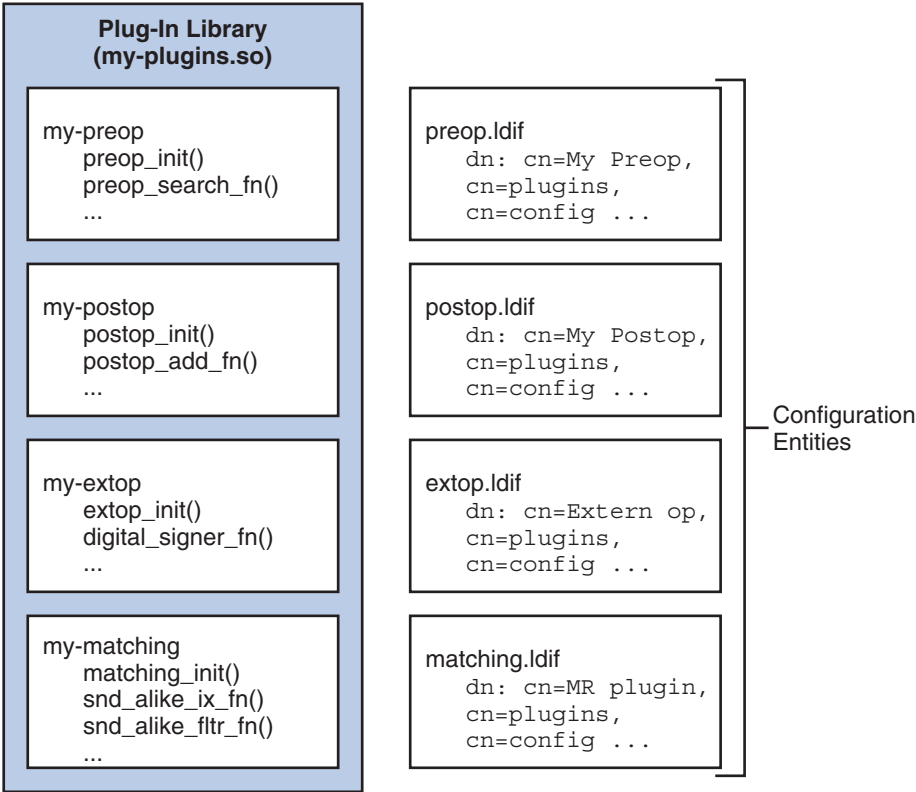 Plug-In Library
(my-plugins.so)
my-preop
preop_init()
preop_search_fn()
...
preop.ldif
dn: cn=My Preop,
cn=plugins,
cn=config ...
my-postop
postop_init()
postop_add_fn()
...
postop.ldif
dn: cn=My Postop,
cn=plugins,
cn=config ...
my-extop
extop_init()
digital_signer_fn()
...
extop.ldif
dn: cn=Extern op,
cn=plugins,
cn=config ...
my-matching
matching_init()
snd_alike_ix_fn()
snd_alike_fltr_fn()
...
matching.ldif
dn: cn=MR plugin,
cn=plugins,
cn=config ...
Configuration
Entities